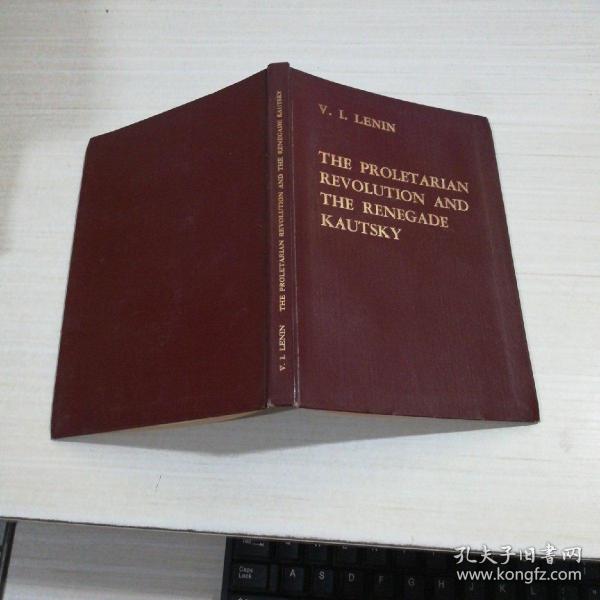 V. I. LENIN
THE PROLETARIAN
REVOLUTION AND
THE RENEGADE
KAUTSKY
V. I. LENIN THE PROLETARIAN REVOLUTION AND THE RENEGADE KAUTSKY
Caps
Lock
A S D F G H J K L
孔夫子旧书网
www.kongfz.com